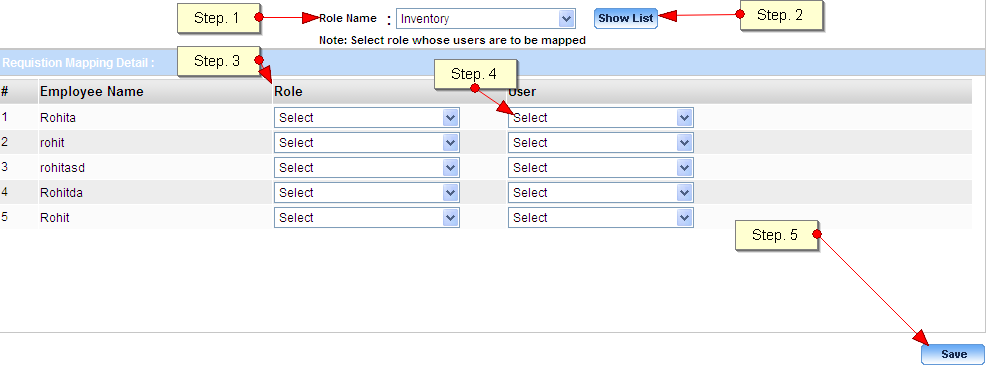 Step. 1
Role Name : Inventory Show List
Step. 2
Note: Select role whose users are to be mapped
Requistion Mapping Detail :
Step. 3
Step. 4
# Employee Name Role User
1 Rohita Select Select
2 rohit Select Select
3 rohitasd Select Select
4 Rohitda Select Select
5 Rohit Select Select
Step. 5
Save